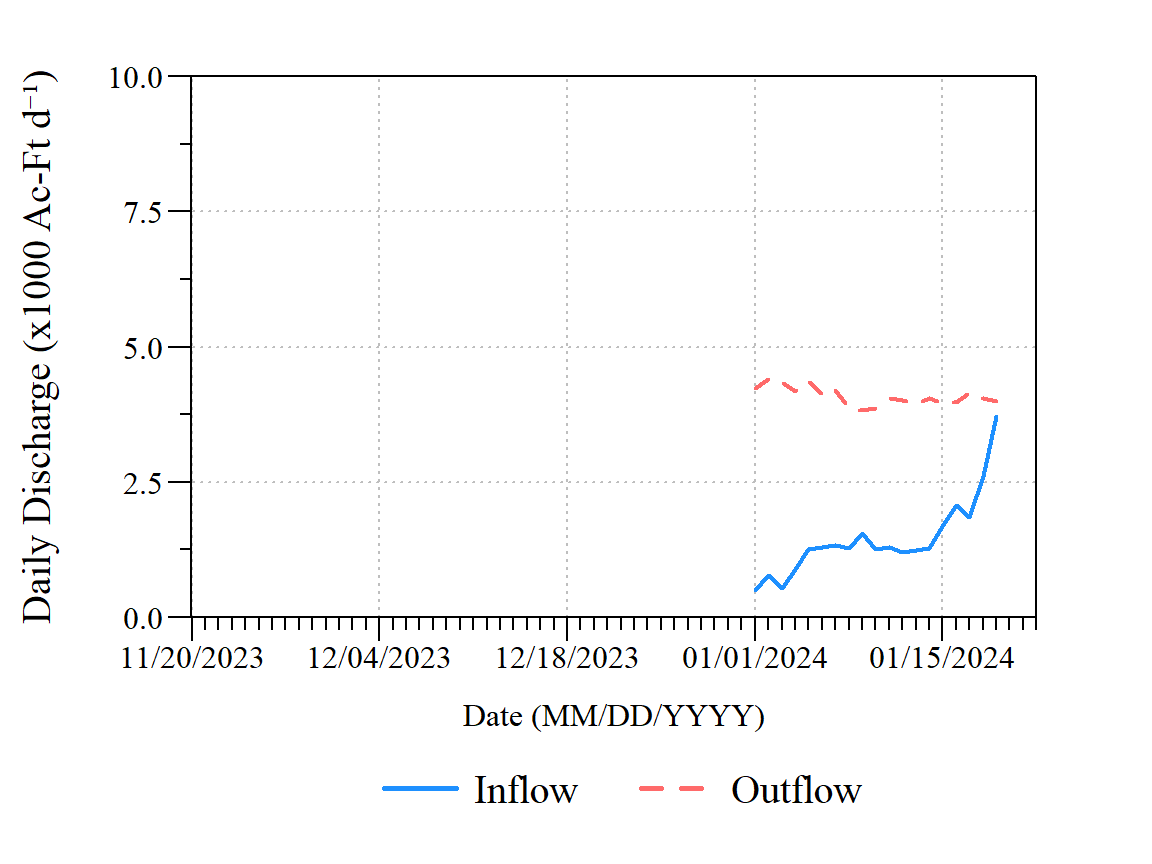 Daily Discharge (x1000 Ac-Ft d⁻¹)
10.0
7.5
5.0
2.5
0.0
11/20/2023 12/04/2023 12/18/2023 01/01/2024 01/15/2024
Date (MM/DD/YYYY)
Inflow Outflow